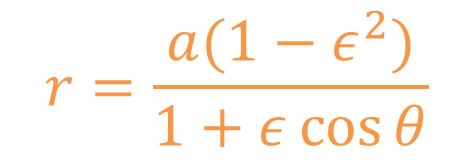 r = a(1 − ϵ²) / (1 + ϵ cos θ)